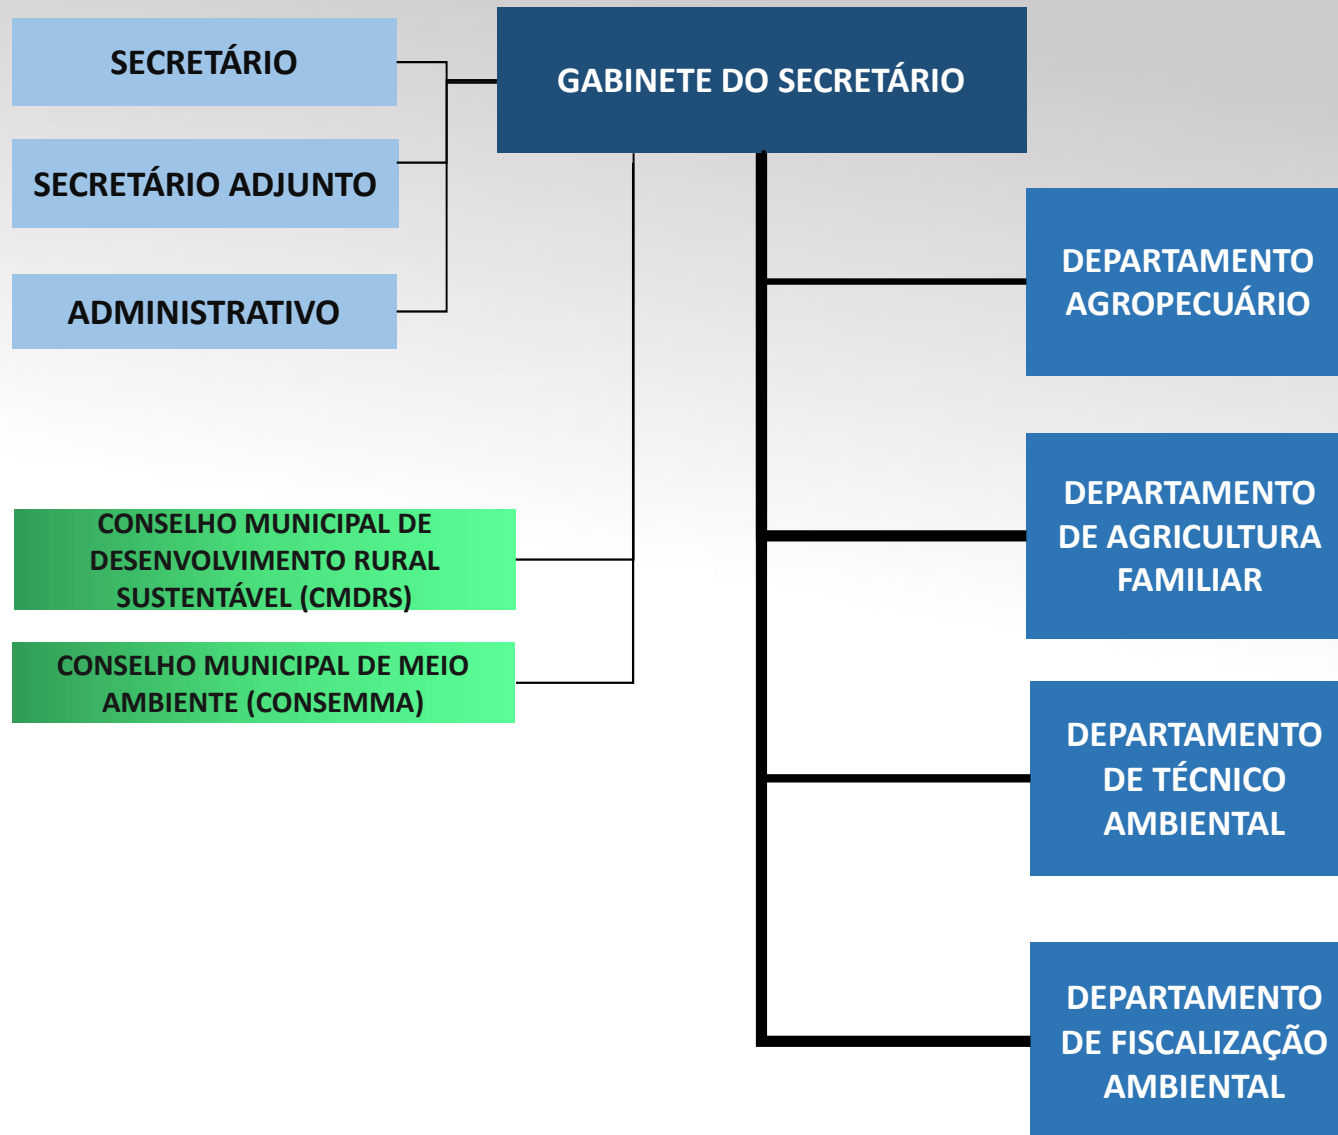 SECRETÁRIO
GABINETE DO SECRETÁRIO
SECRETÁRIO ADJUNTO
ADMINISTRATIVO
DEPARTAMENTO
AGROPECUÁRIO
DEPARTAMENTO
DE AGRICULTURA
FAMILIAR
CONSELHO MUNICIPAL DE
DESENVOLVIMENTO RURAL
SUSTENTÁVEL (CMDRS)
CONSELHO MUNICIPAL DE MEIO
AMBIENTE (CONSEMMA)
DEPARTAMENTO
DE TÉCNICO
AMBIENTAL
DEPARTAMENTO
DE FISCALIZAÇÃO
AMBIENTAL